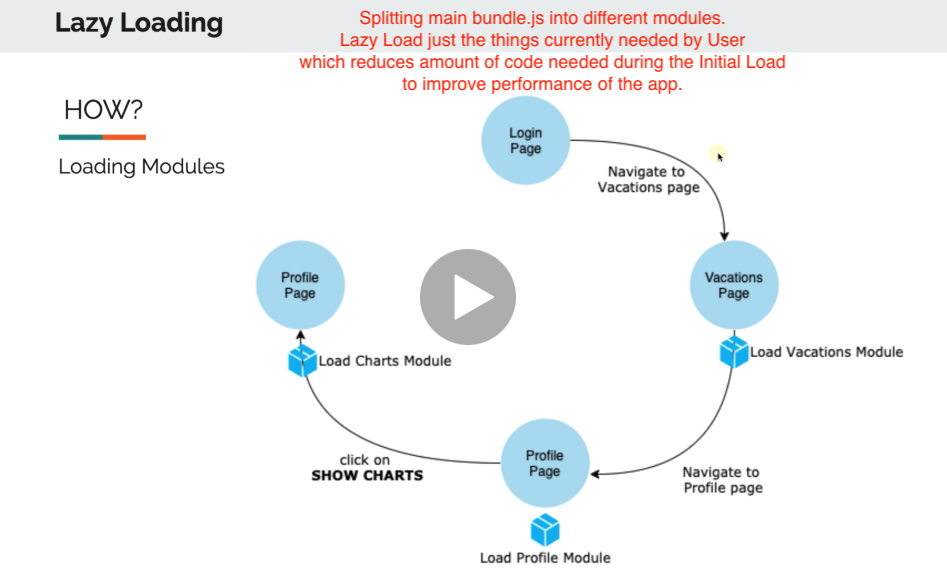 Lazy Loading
Splitting main bundle.js into different modules.
Lazy Load just the things currently needed by User
which reduces amount of code needed during the Initial Load
to improve performance of the app.
HOW?
Loading Modules
Login
Page
Navigate to
Vacations page
Profile
Page
Vacations
Page
Load Charts Module
Load Vacations Module
click on
SHOW CHARTS
Profile
Page
Navigate to
Profile page
Load Profile Module